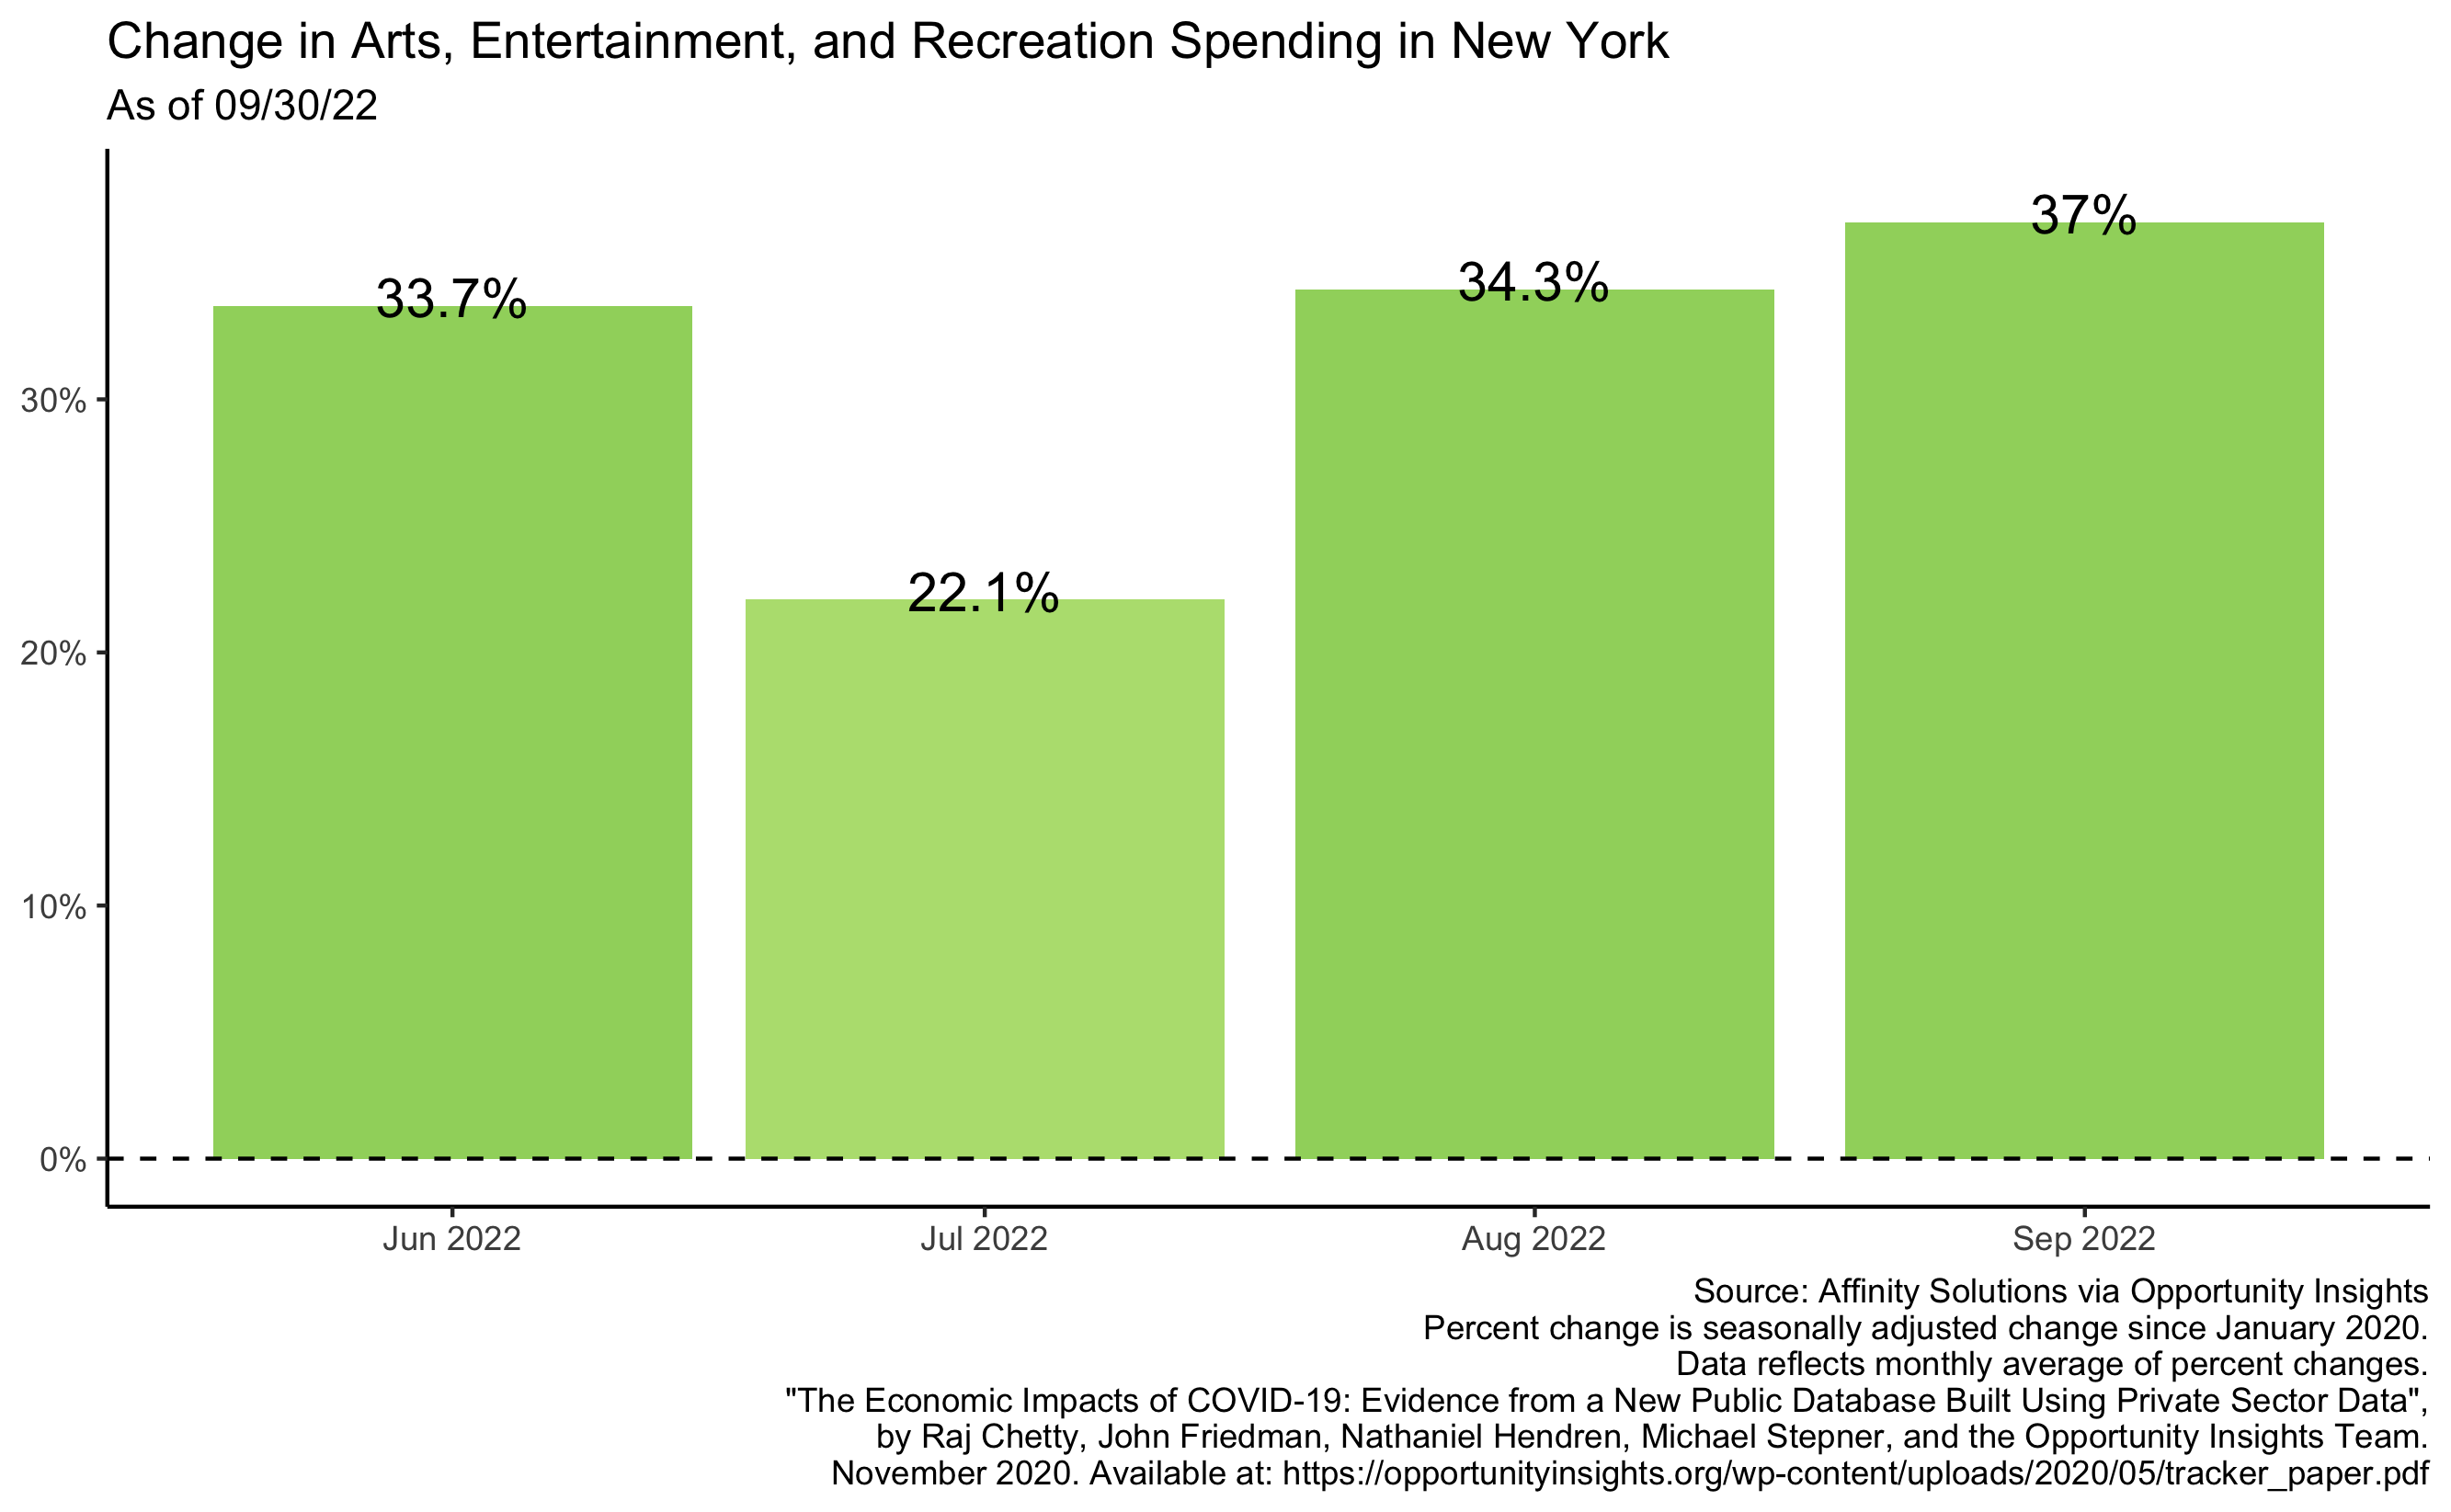 Change in Arts, Entertainment, and Recreation Spending in New York
As of 09/30/22
37%
34.3%
33.7%
22.1%
30%
20%
10%
0%
Jun 2022
Jul 2022
Aug 2022
Sep 2022
Source: Affinity Solutions via Opportunity Insights
Percent change is seasonally adjusted change since January 2020.
Data reflects monthly average of percent changes.
"The Economic Impacts of COVID-19: Evidence from a New Public Database Built Using Private Sector Data",
by Raj Chetty, John Friedman, Nathaniel Hendren, Michael Stepner, and the Opportunity Insights Team.
November 2020. Available at: https://opportunityinsights.org/wp-content/uploads/2020/05/tracker_paper.pdf